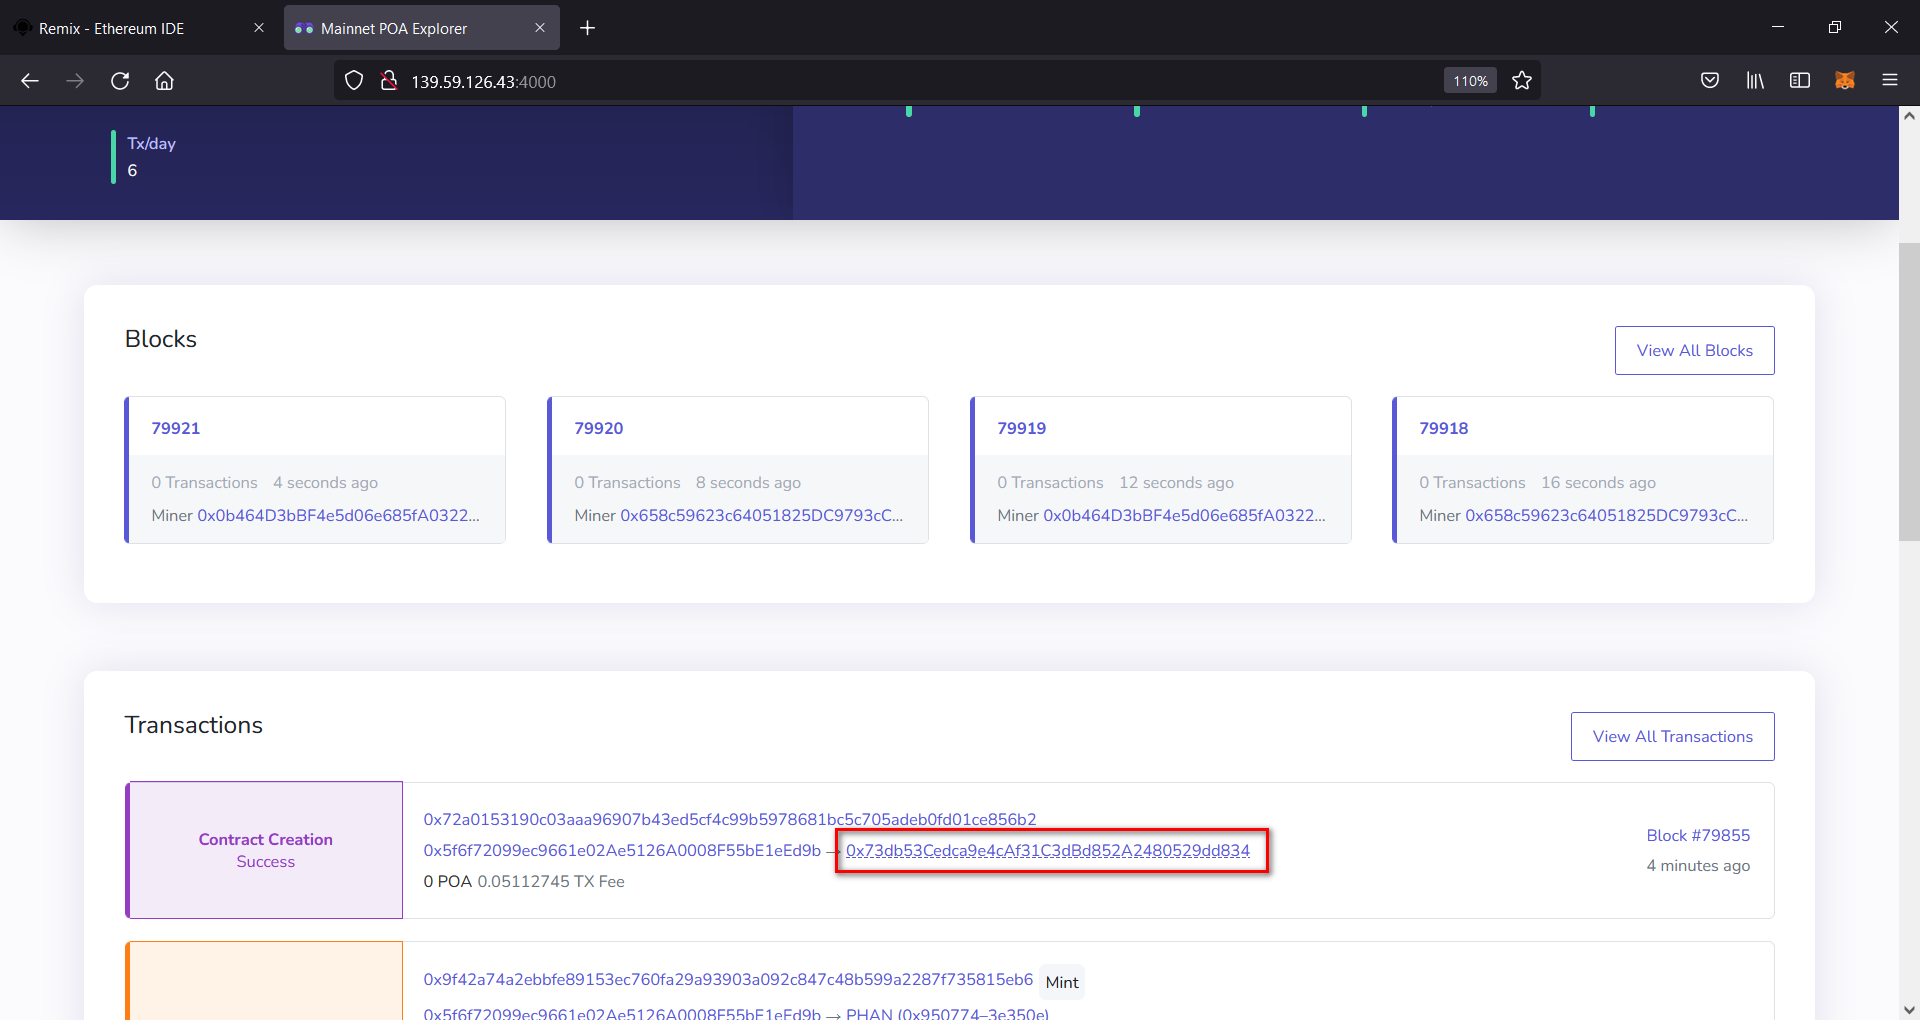 Remix - Ethereum IDE
Mainnet POA Explorer
139.59.126.43:4000
110%
Tx/day
6
Blocks
View All Blocks
79921
0 Transactions 4 seconds ago
Miner 0x0b464D3bBF4e5d06e685fA0322...
79920
0 Transactions 8 seconds ago
Miner 0x658c59623c64051825DC9793cC...
79919
0 Transactions 12 seconds ago
Miner 0x0b464D3bBF4e5d06e685fA0322...
79918
0 Transactions 16 seconds ago
Miner 0x658c59623c64051825DC9793cC...
Transactions
View All Transactions
Contract Creation
Success
0x72a0153190c03aaa96907b43ed5cf4c99b5978681bc5c705adeb0fd01ce856b2
0x5f6f72099ec9661e02Ae5126A0008F55bE1eEd9b → 0x73db53Cedca9e4cAf31C3dBd852A2480529dd834
0 POA 0.05112745 TX Fee
Block #79855
4 minutes ago
0x9f42a74a2ebbfe89153ec760fa29a93903a092c847c48b599a2287f735815eb6 Mint
0x5f6f72099ec9661e02Ae5126A0008F55bE1eEd9b → PHAN (0x950774–3e350e)